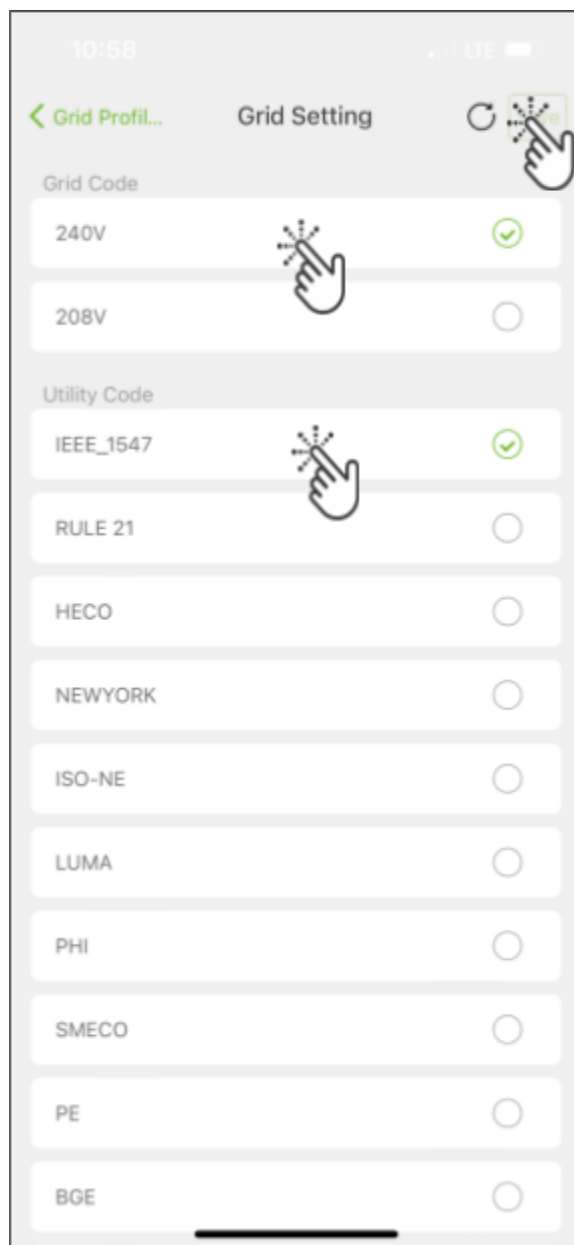 10:58
LTE
Grid Profil...
Grid Setting
Grid Code
240V
208V
Utility Code
IEEE_1547
RULE 21
HECO
NEWYORK
ISO-NE
LUMA
PHI
SMECO
PE
BGE